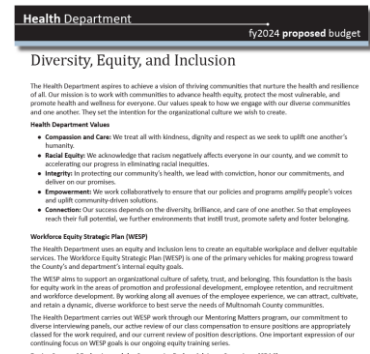 Health Department
fy2024 proposed budget
Diversity, Equity, and Inclusion
The Health Department aspires to achieve a vision of thriving communities that nurture the health and resilience
of all. Our mission is to work with communities to advance health equity, protect the most vulnerable, and
promote health and wellness for everyone. Our values speak to how we engage with our diverse communities
and one another. They set the intention for the organizational culture we wish to create.
Health Department Values
● Compassion and Care: We treat all with kindness, dignity and respect as we seek to uplift one another's
humanity.
● Racial Equity: We acknowledge that racism negatively affects everyone in our county, and we commit to
accelerating our progress in eliminating racial inequities.
● Integrity: In protecting our community's health, we lead with conviction, honor our commitments, and
deliver on our promises.
● Empowerment: We work collaboratively to ensure that our policies and programs amplify people's voices
and uplift community-driven solutions.
● Connection: Our success depends on the diversity, brilliance, and care of one another. So that employees
reach their full potential, we further environments that instill trust, promote safety and foster belonging.
Workforce Equity Strategic Plan (WESP)
The Health Department uses an equity and inclusion lens to create an equitable workplace and deliver equitable
services. The Workforce Equity Strategic Plan (WESP) is one of the primary vehicles for making progress toward
the County's and department's internal equity goals.
The WESP aims to support an organizational culture of safety, trust, and belonging. This foundation is the basis
for equity work in the areas of promotion and professional development, employee retention, and recruitment
and workforce development. By working along all avenues of the employee experience, we can attract, cultivate,
and retain a dynamic, diverse workforce to best serve the needs of Multnomah County communities.
The Health Department carries out WESP work through our Mentoring Matters program, our commitment to
diverse interviewing panels, our active review of our class compensation to ensure positions are appropriately
classed for the work required, and our current review of position descriptions. One important expression of our
continuing focus on WESP goals is our ongoing equity training series.